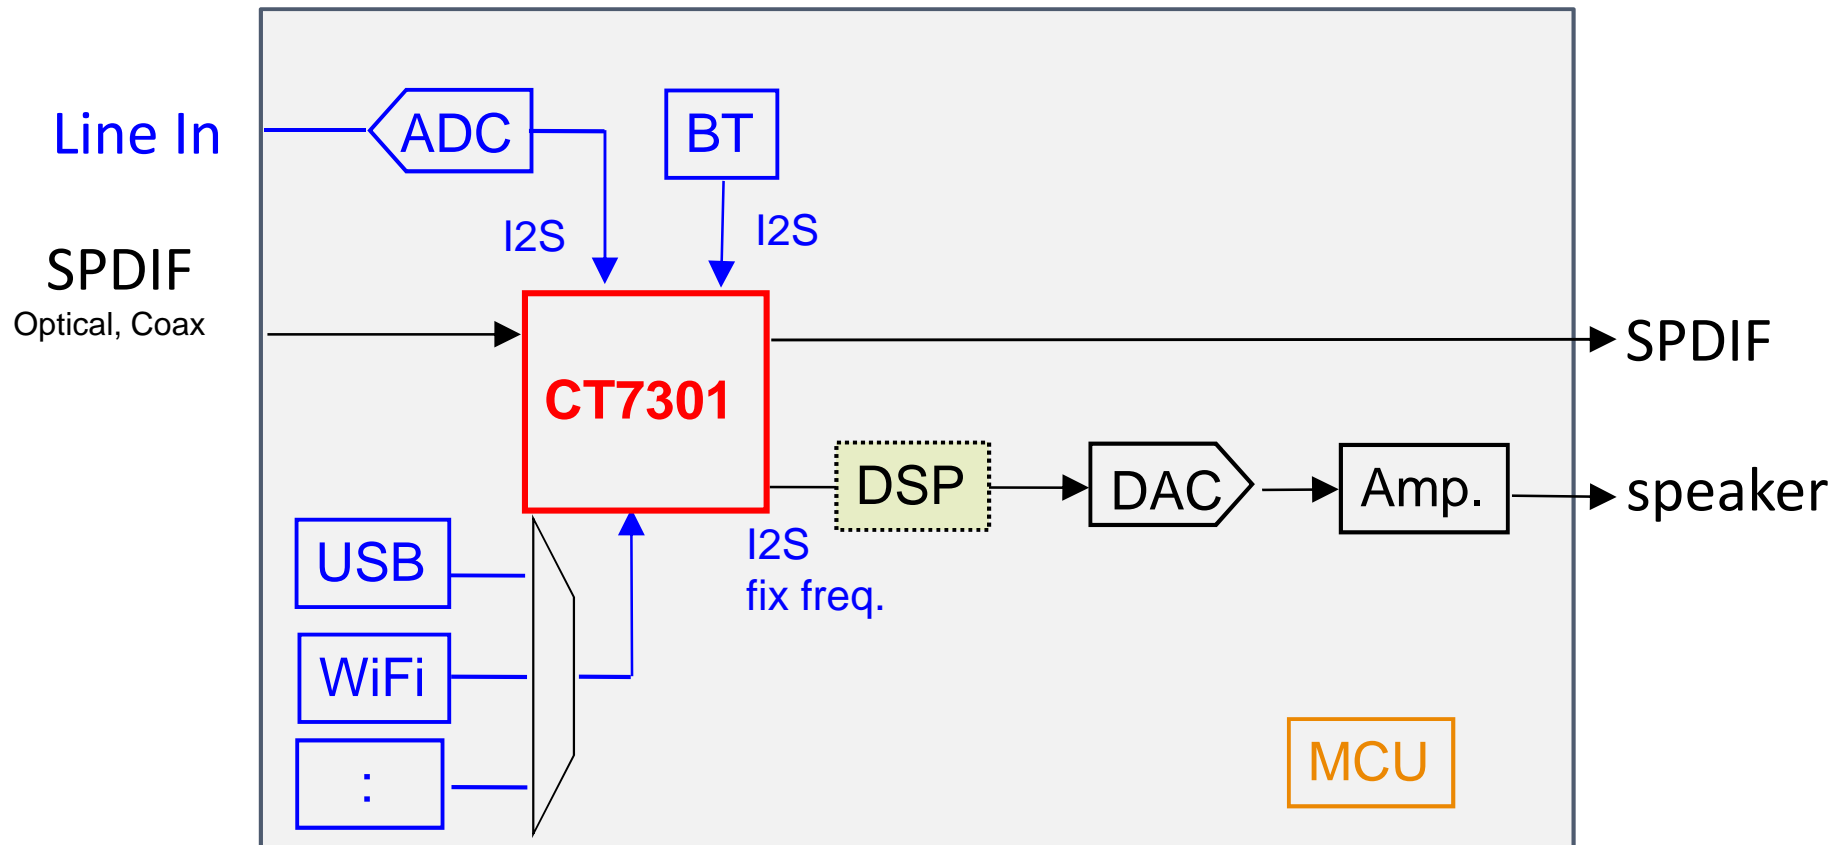 Line In
ADC
BT
I2S
I2S
SPDIF
Optical, Coax
SPDIF
CT7301
DSP
DAC
Amp.
speaker
USB
I2S
fix freq.
WiFi
:
MCU